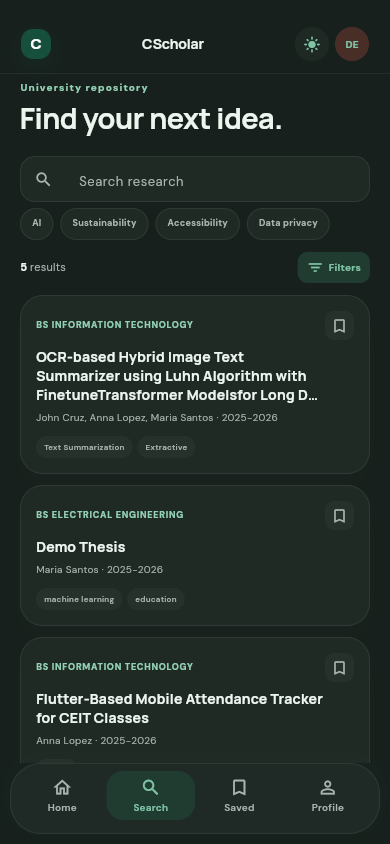 C
CScholar
DE
University repository
Find your next idea.
Search research
AI
Sustainability
Accessibility
Data privacy
5 results
Filters
BS INFORMATION TECHNOLOGY
OCR-based Hybrid Image Text
Summarizer using Luhn Algorithm with
FinetuneTransformer Modelsfor Long D...
John Cruz, Anna Lopez, Maria Santos · 2025-2026
Text Summarization
Extractive
BS ELECTRICAL ENGINEERING
Demo Thesis
Maria Santos · 2025-2026
machine learning
education
BS INFORMATION TECHNOLOGY
Flutter-Based Mobile Attendance Tracker
for CEIT Classes
Anna Lopez · 2025-2026
Home
Search
Saved
Profile